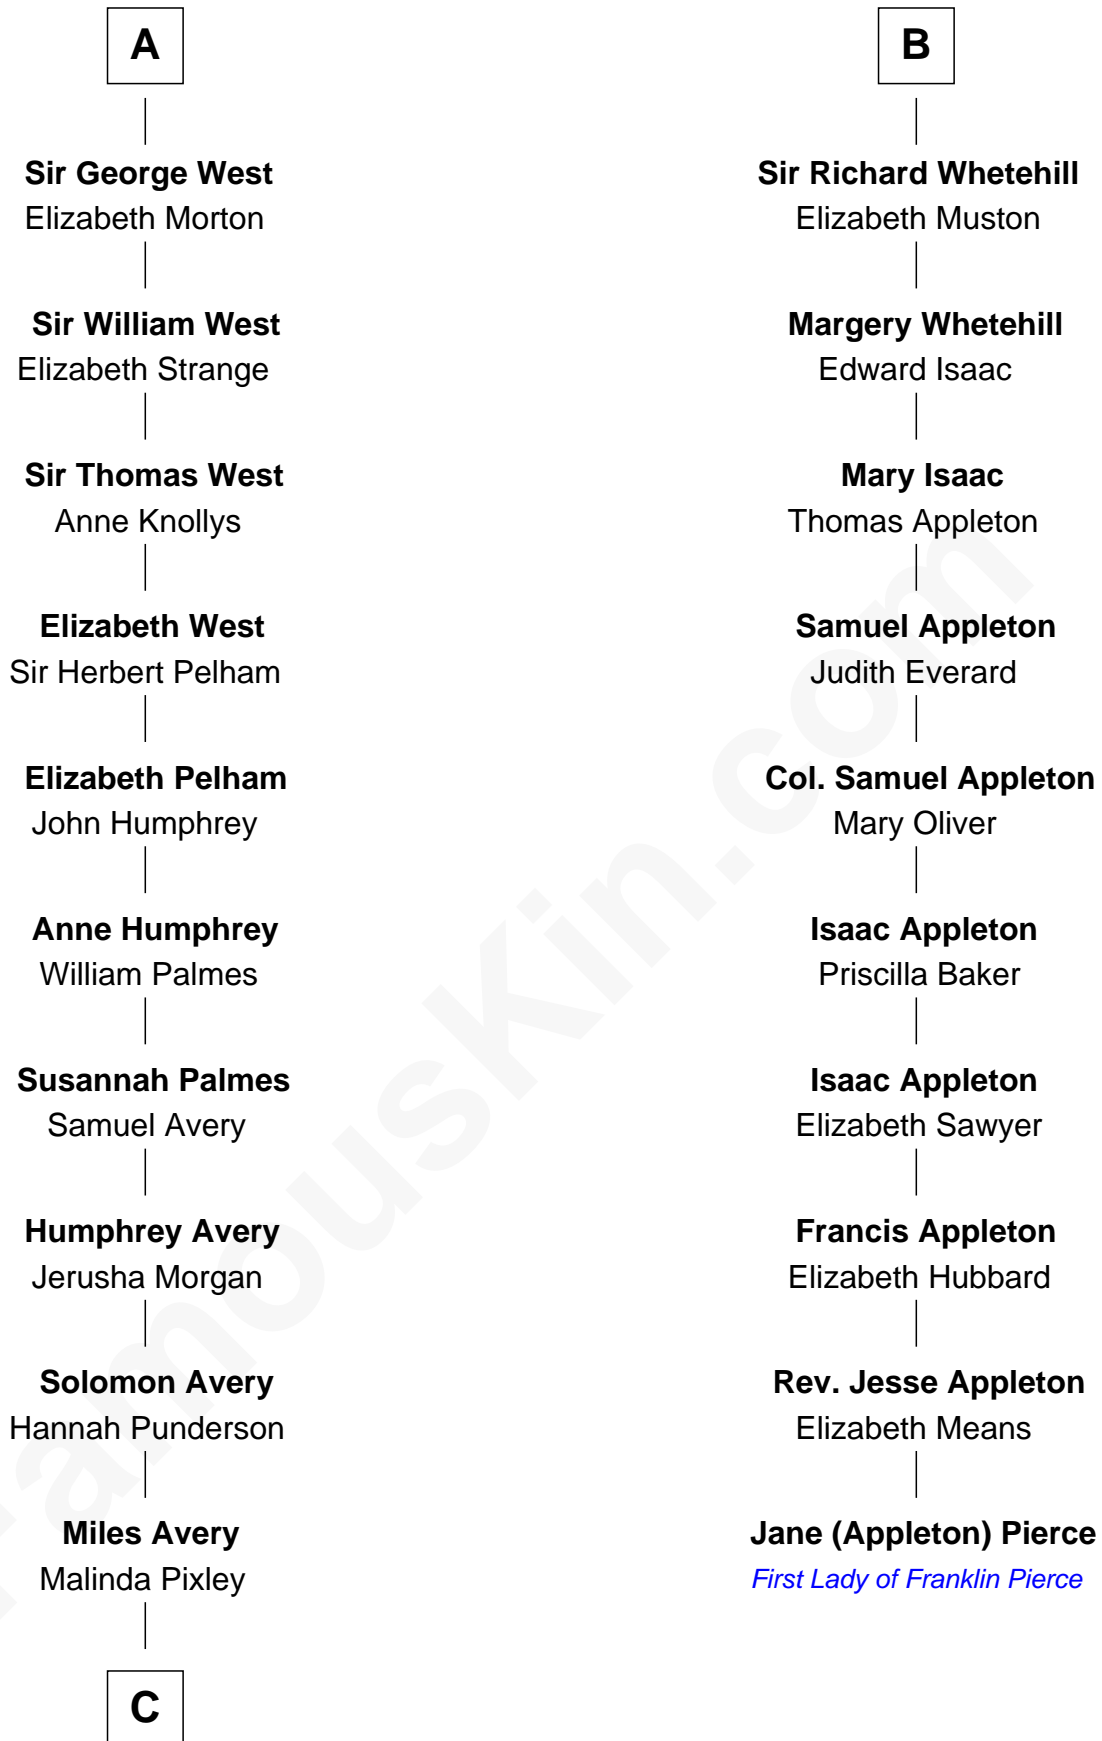 A
Sir George West
Elizabeth Morton
Sir William West
Elizabeth Strange
Sir Thomas West
Anne Knollys
Elizabeth West
Sir Herbert Pelham
Elizabeth Pelham
John Humphrey
Anne Humphrey
William Palmes
Susannah Palmes
Samuel Avery
Humphrey Avery
Jerusha Morgan
Solomon Avery
Hannah Punderson
Miles Avery
Malinda Pixley
C
B
Sir Richard Whetehill
Elizabeth Muston
Margery Whetehill
Edward Isaac
Mary Isaac
Thomas Appleton
Samuel Appleton
Judith Everard
Col. Samuel Appleton
Mary Oliver
Isaac Appleton
Priscilla Baker
Isaac Appleton
Elizabeth Sawyer
Francis Appleton
Elizabeth Hubbard
Rev. Jesse Appleton
Elizabeth Means
Jane (Appleton) Pierce
First Lady of Franklin Pierce
FamousKin.com